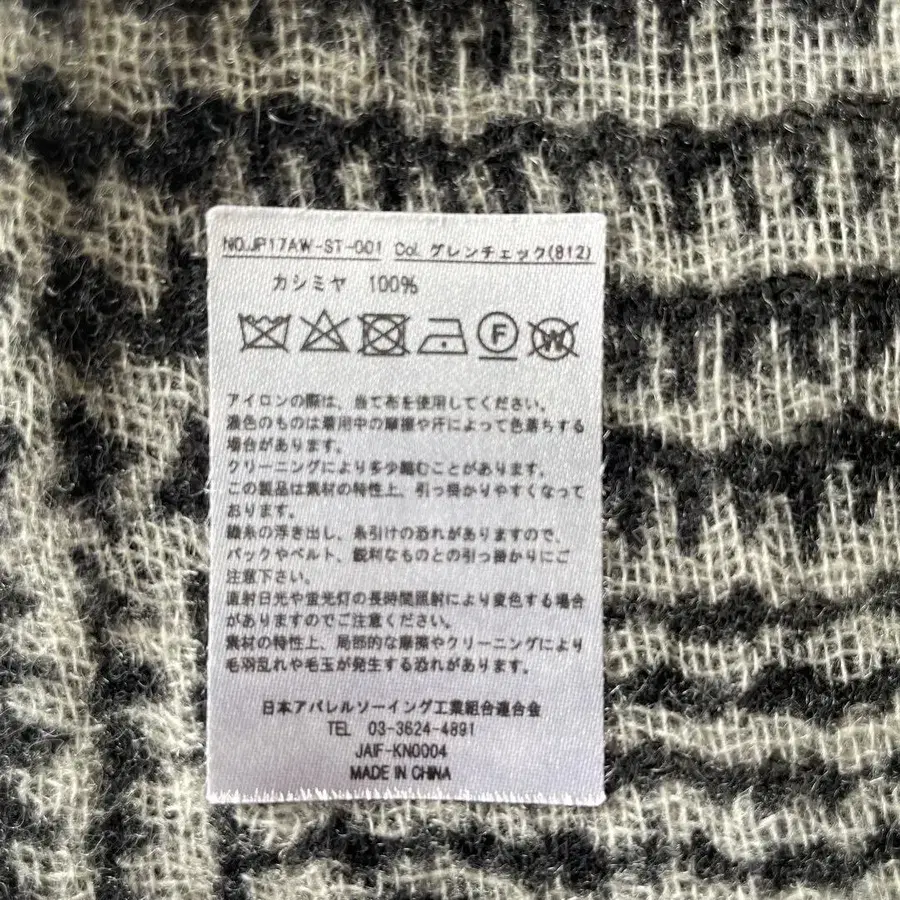 NO.JP17AW-ST-001 Col. グレンチェック(812)
カシミヤ 100%
アイロンの際は、当て布を使用してください。
濃色のものは着用中の摩擦や汗によって色落ちする
場合があります。
クリーニングにより多少縮むことがあります。
この製品は素材の特性上、引っ掛かりやすくなって
おります。
織糸の浮き出し、糸引けの恐れがありますので、
バックやベルト、鋭利なものとの引っ掛かりにご
注意下さい。
直射日光や蛍光灯の長時間照射により変色する場合
がありますのでご注意ください。
素材の特性上、局部的な摩擦やクリーニングにより
毛羽乱れや毛玉が発生する恐れがあります。
日本アパレルソーイング工業組合連合会
TEL 03-3624-4891
JAIF-KN0004
MADE IN CHINA